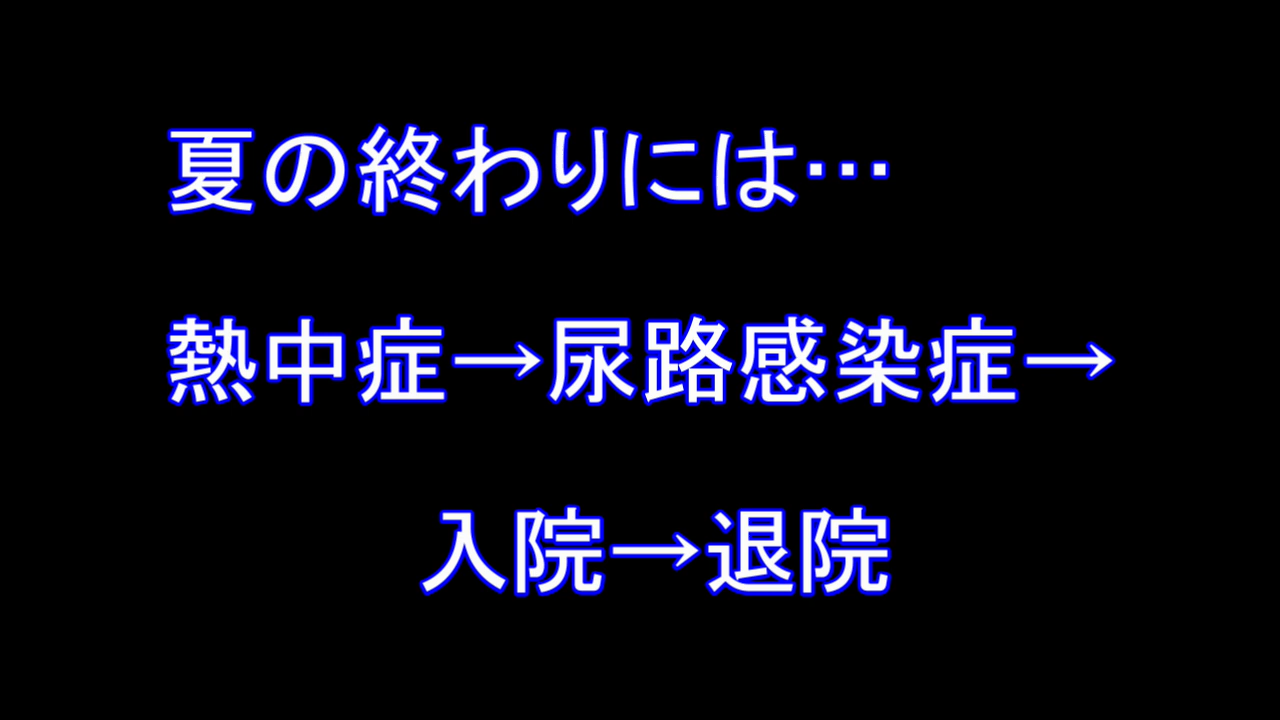 夏の終わりには…
熱中症→尿路感染症→
入院→退院